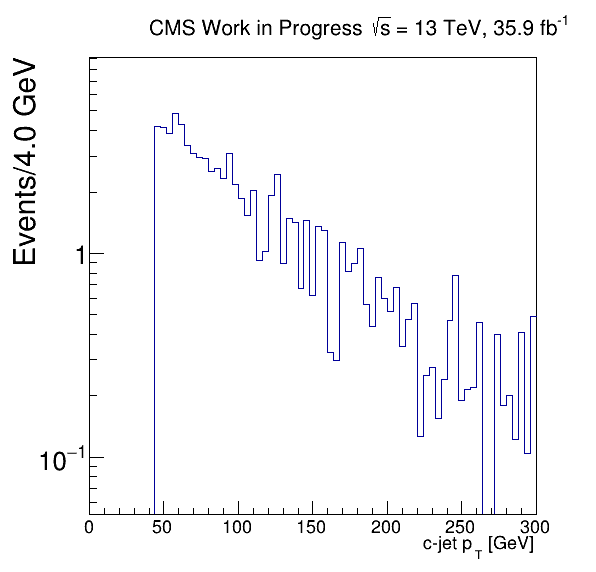 CMS Work in Progress √s = 13 TeV, 35.9 fb⁻¹
Events/4.0 GeV
1
10⁻¹
0 50 100 150 200 250 300
c-jet p_T [GeV]